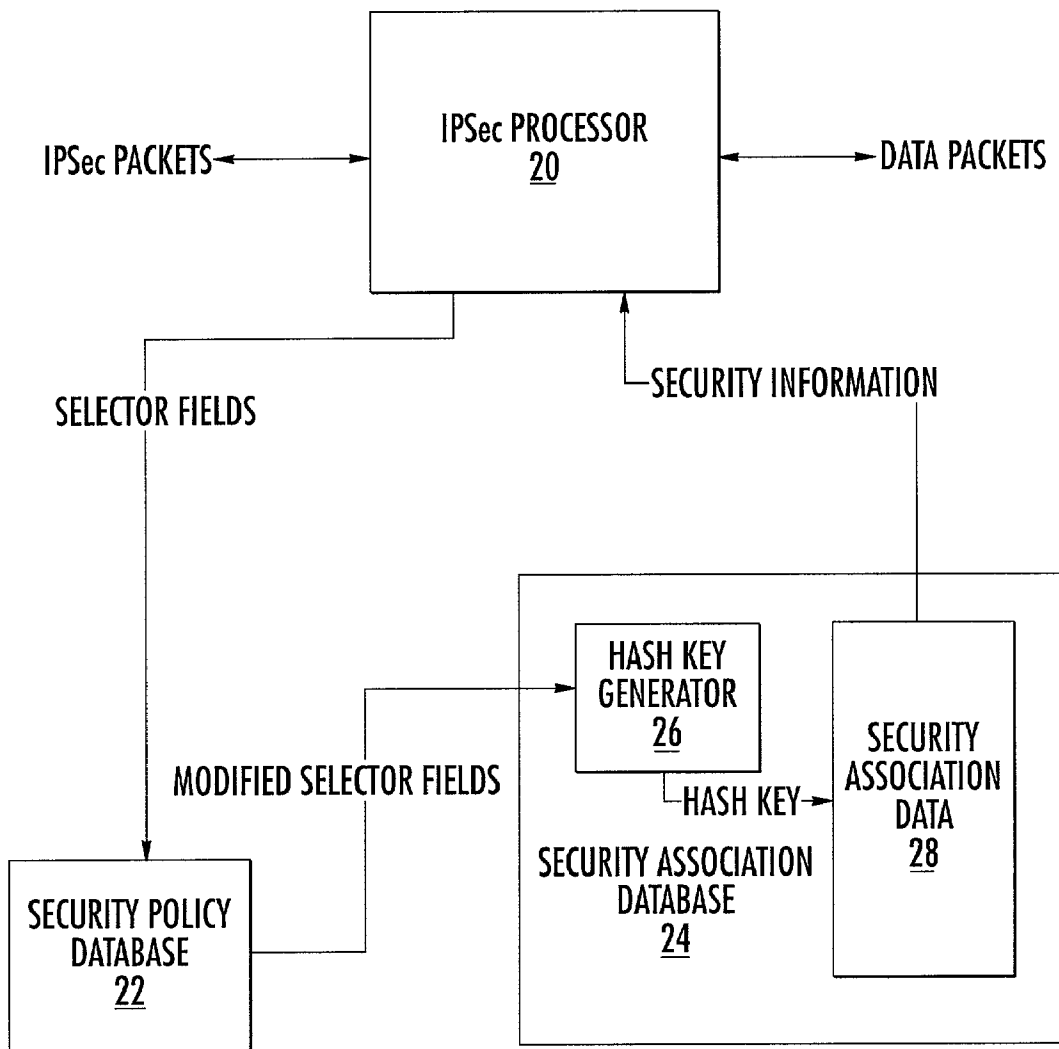 IPSec PROCESSOR
20
IPSec PACKETS
DATA PACKETS
SELECTOR FIELDS
SECURITY INFORMATION
HASH KEY
GENERATOR
26
SECURITY
ASSOCIATION
DATA
28
MODIFIED SELECTOR FIELDS
HASH KEY
SECURITY ASSOCIATION
DATABASE
24
SECURITY POLICY
DATABASE
22